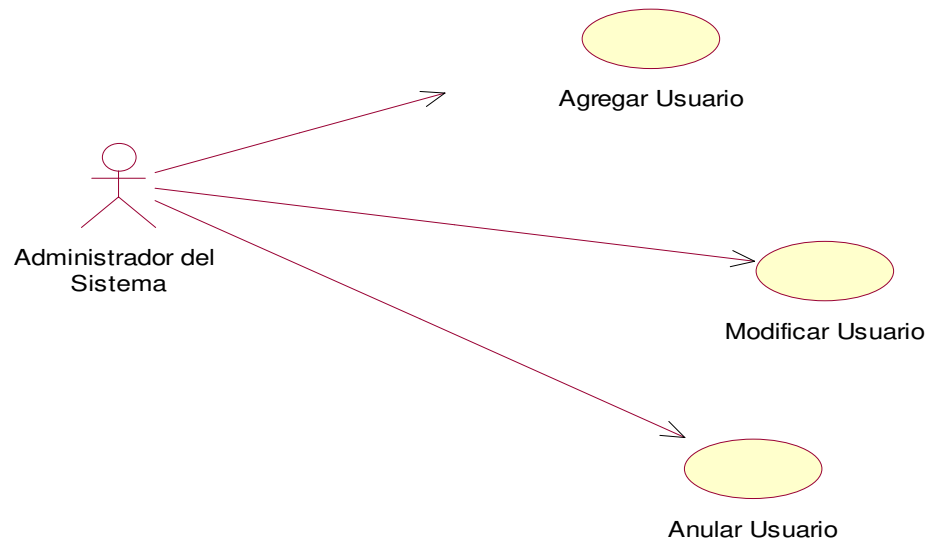 Agregar Usuario
Administrador del
Sistema
Modificar Usuario
Anular Usuario